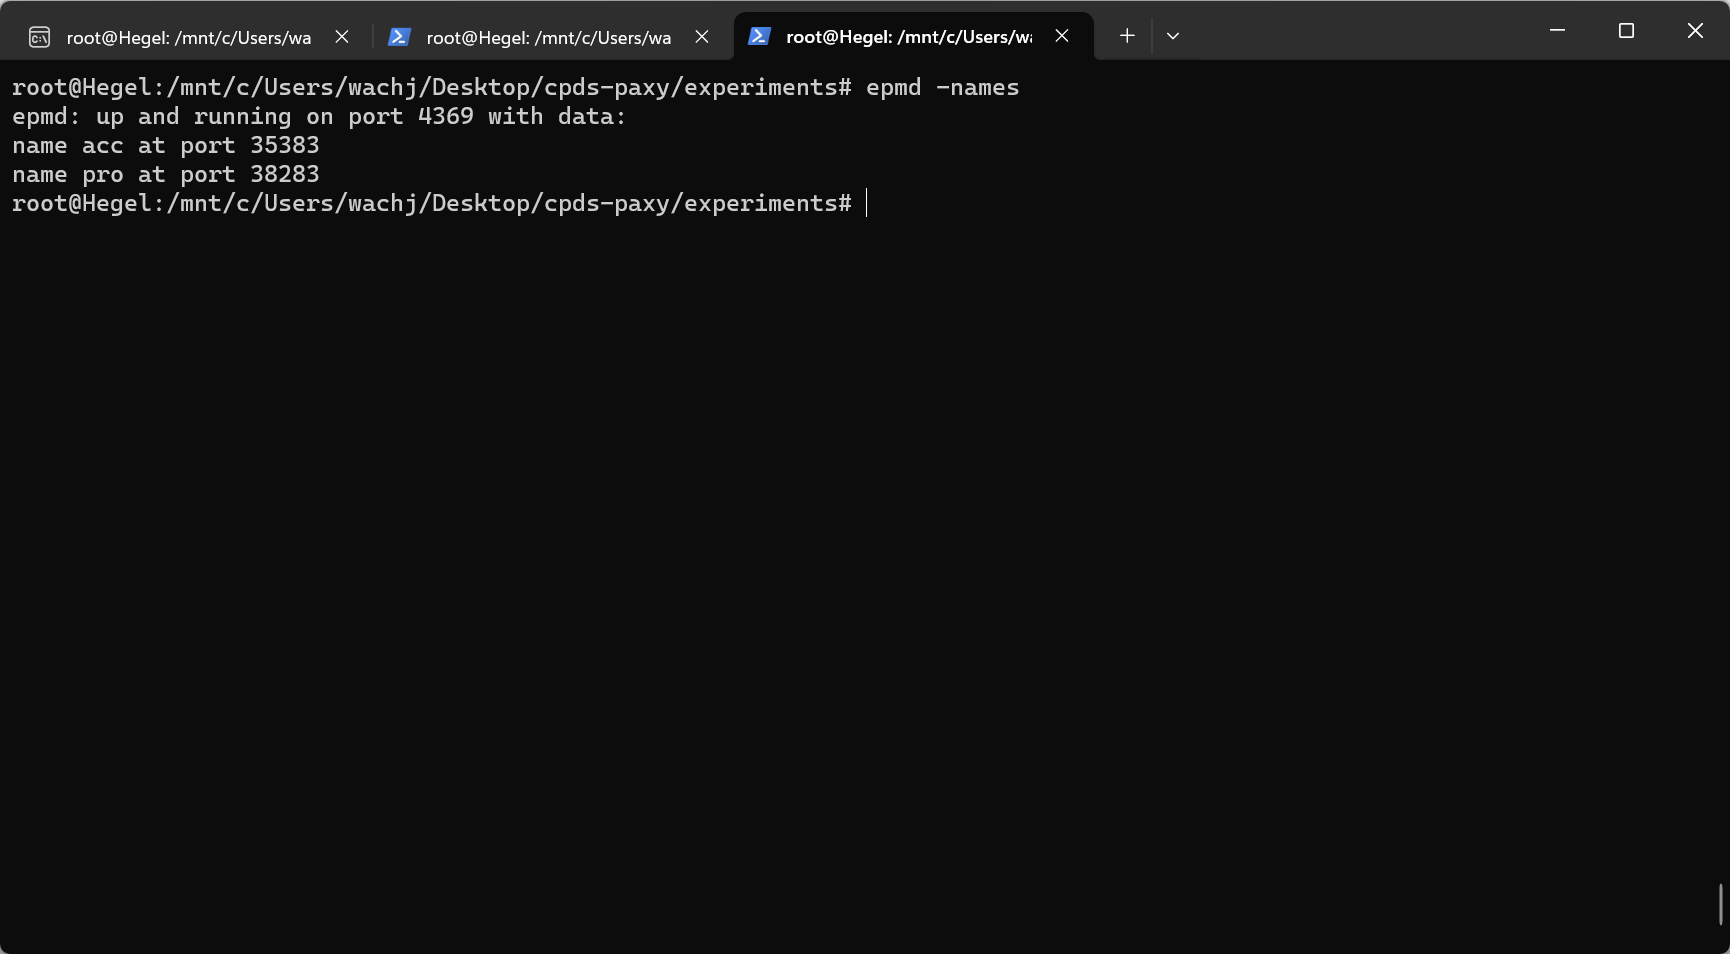 root@Hegel: /mnt/c/Users/wa
root@Hegel: /mnt/c/Users/wa
root@Hegel: /mnt/c/Users/wa
root@Hegel:/mnt/c/Users/wachj/Desktop/cpds-paxy/experiments# epmd -names
epmd: up and running on port 4369 with data:
name acc at port 35383
name pro at port 38283
root@Hegel:/mnt/c/Users/wachj/Desktop/cpds-paxy/experiments#